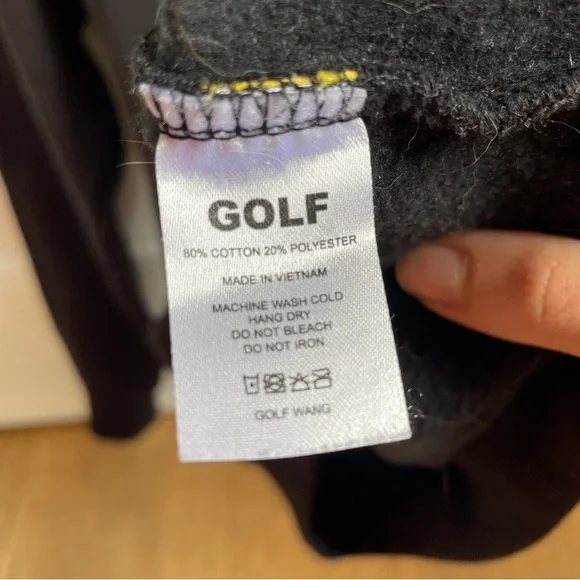 GOLF
80% COTTON 20% POLYESTER
MADE IN VIETNAM
MACHINE WASH COLD
HANG DRY
DO NOT BLEACH
DO NOT IRON
GOLF WANG